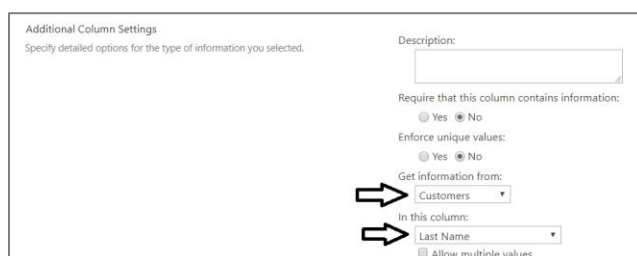 Additional Column Settings
Specify detailed options for the type of information you selected.
Description:
Require that this column contains information:
Yes No
Enforce unique values:
Yes No
Get information from:
Customers
In this column:
Last Name
Allow multiple values